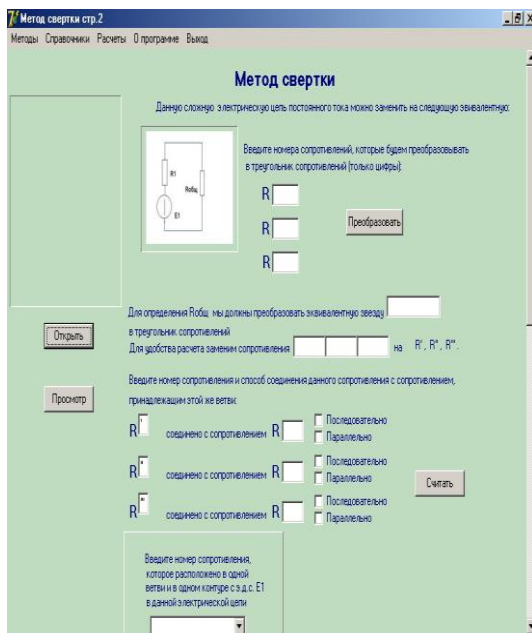 Метод свертки стр.2
Методы Справочники Расчеты О программе Выход
Метод свертки
Данную сложную электрическую цепь постоянного тока можно заменить на следующую эвивалентную:
R1
Rобщ
E1
Введите номера сопротивлений, которые будем преобразовывать
в треугольник сопротивлений (только цифры):
R
R
R
Преобразовать
Для определения Rобщ мы должны преобразовать эквивалентную звезду
в треугольник сопротивлений
Для удобства расчета заменим сопротивления на R', R'', R'''.
Открыть
Просмотр
Введите номер сопротивления и способ соединения данного сопротивления с сопротивлением,
принадлежащим этой же ветви:
R ' соединено с сопротивлением R Последовательно
Параллельно
R '' соединено с сопротивлением R Последовательно
Параллельно
R ''' соединено с сопротивлением R Последовательно
Параллельно
Считать
Введите номер сопротивления,
которое расположено в одной
ветви и в одном контуре с э.д.с. E1
в данной электрической цепи